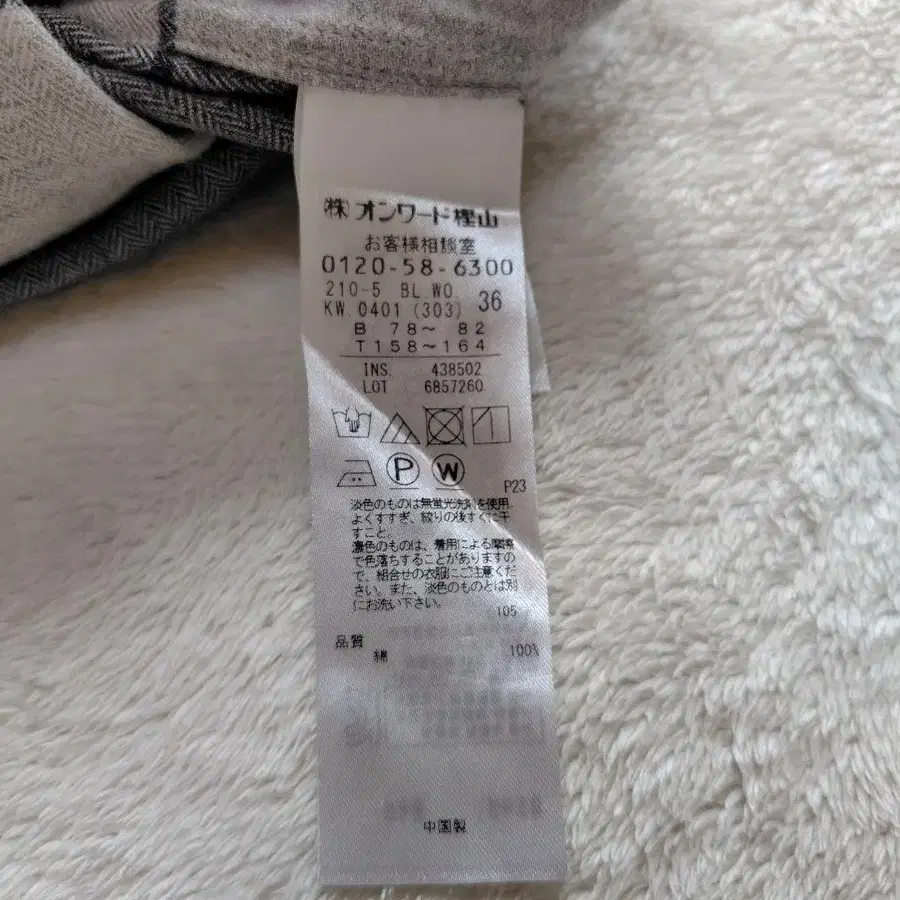 ㈱オンワード樫山
お客様相談室
0120-58-6300
210-5 BL.WO. 36
KW.0401 (303)
B 78～ 82
T158～164
INS. 438502
LOT 6857260
P W
P23
淡色のものは無蛍光洗剤を使用、
よくすすぎ、絞りの後すぐに干
すこと。
濃色のものは、着用による摩擦
で色落ちすることがありますの
で、組合せの衣服にご注意くだ
さい。また、淡色のものとは別
にお洗い下さい。
105
品質
綿 100%
中国製